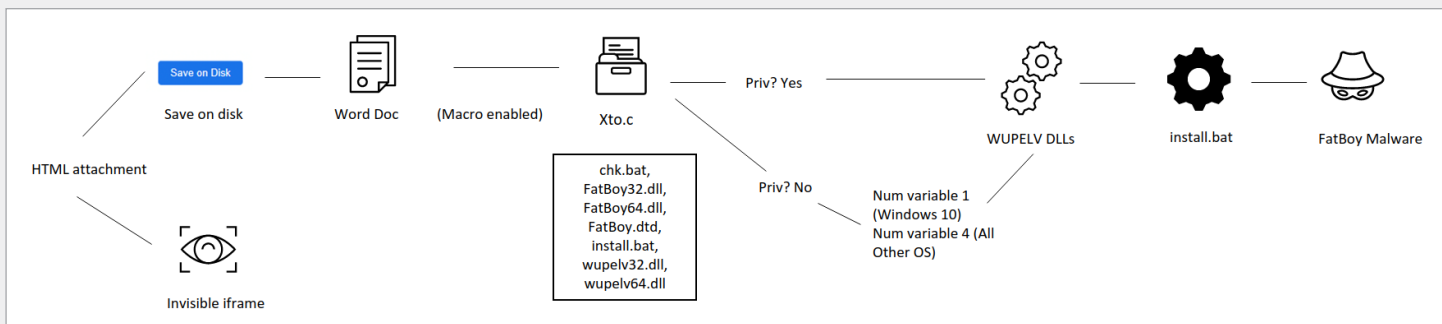 HTML attachment
Save on Disk
Save on disk
Invisible iframe
Word Doc
(Macro enabled)
Xto.c
chk.bat,
FatBoy32.dll,
FatBoy64.dll,
FatBoy.dtd,
install.bat,
wupelv32.dll,
wupelv64.dll
Priv? Yes
Priv? No
Num variable 1
(Windows 10)
Num variable 4 (All
Other OS)
WUPELV DLLs
install.bat
FatBoy Malware